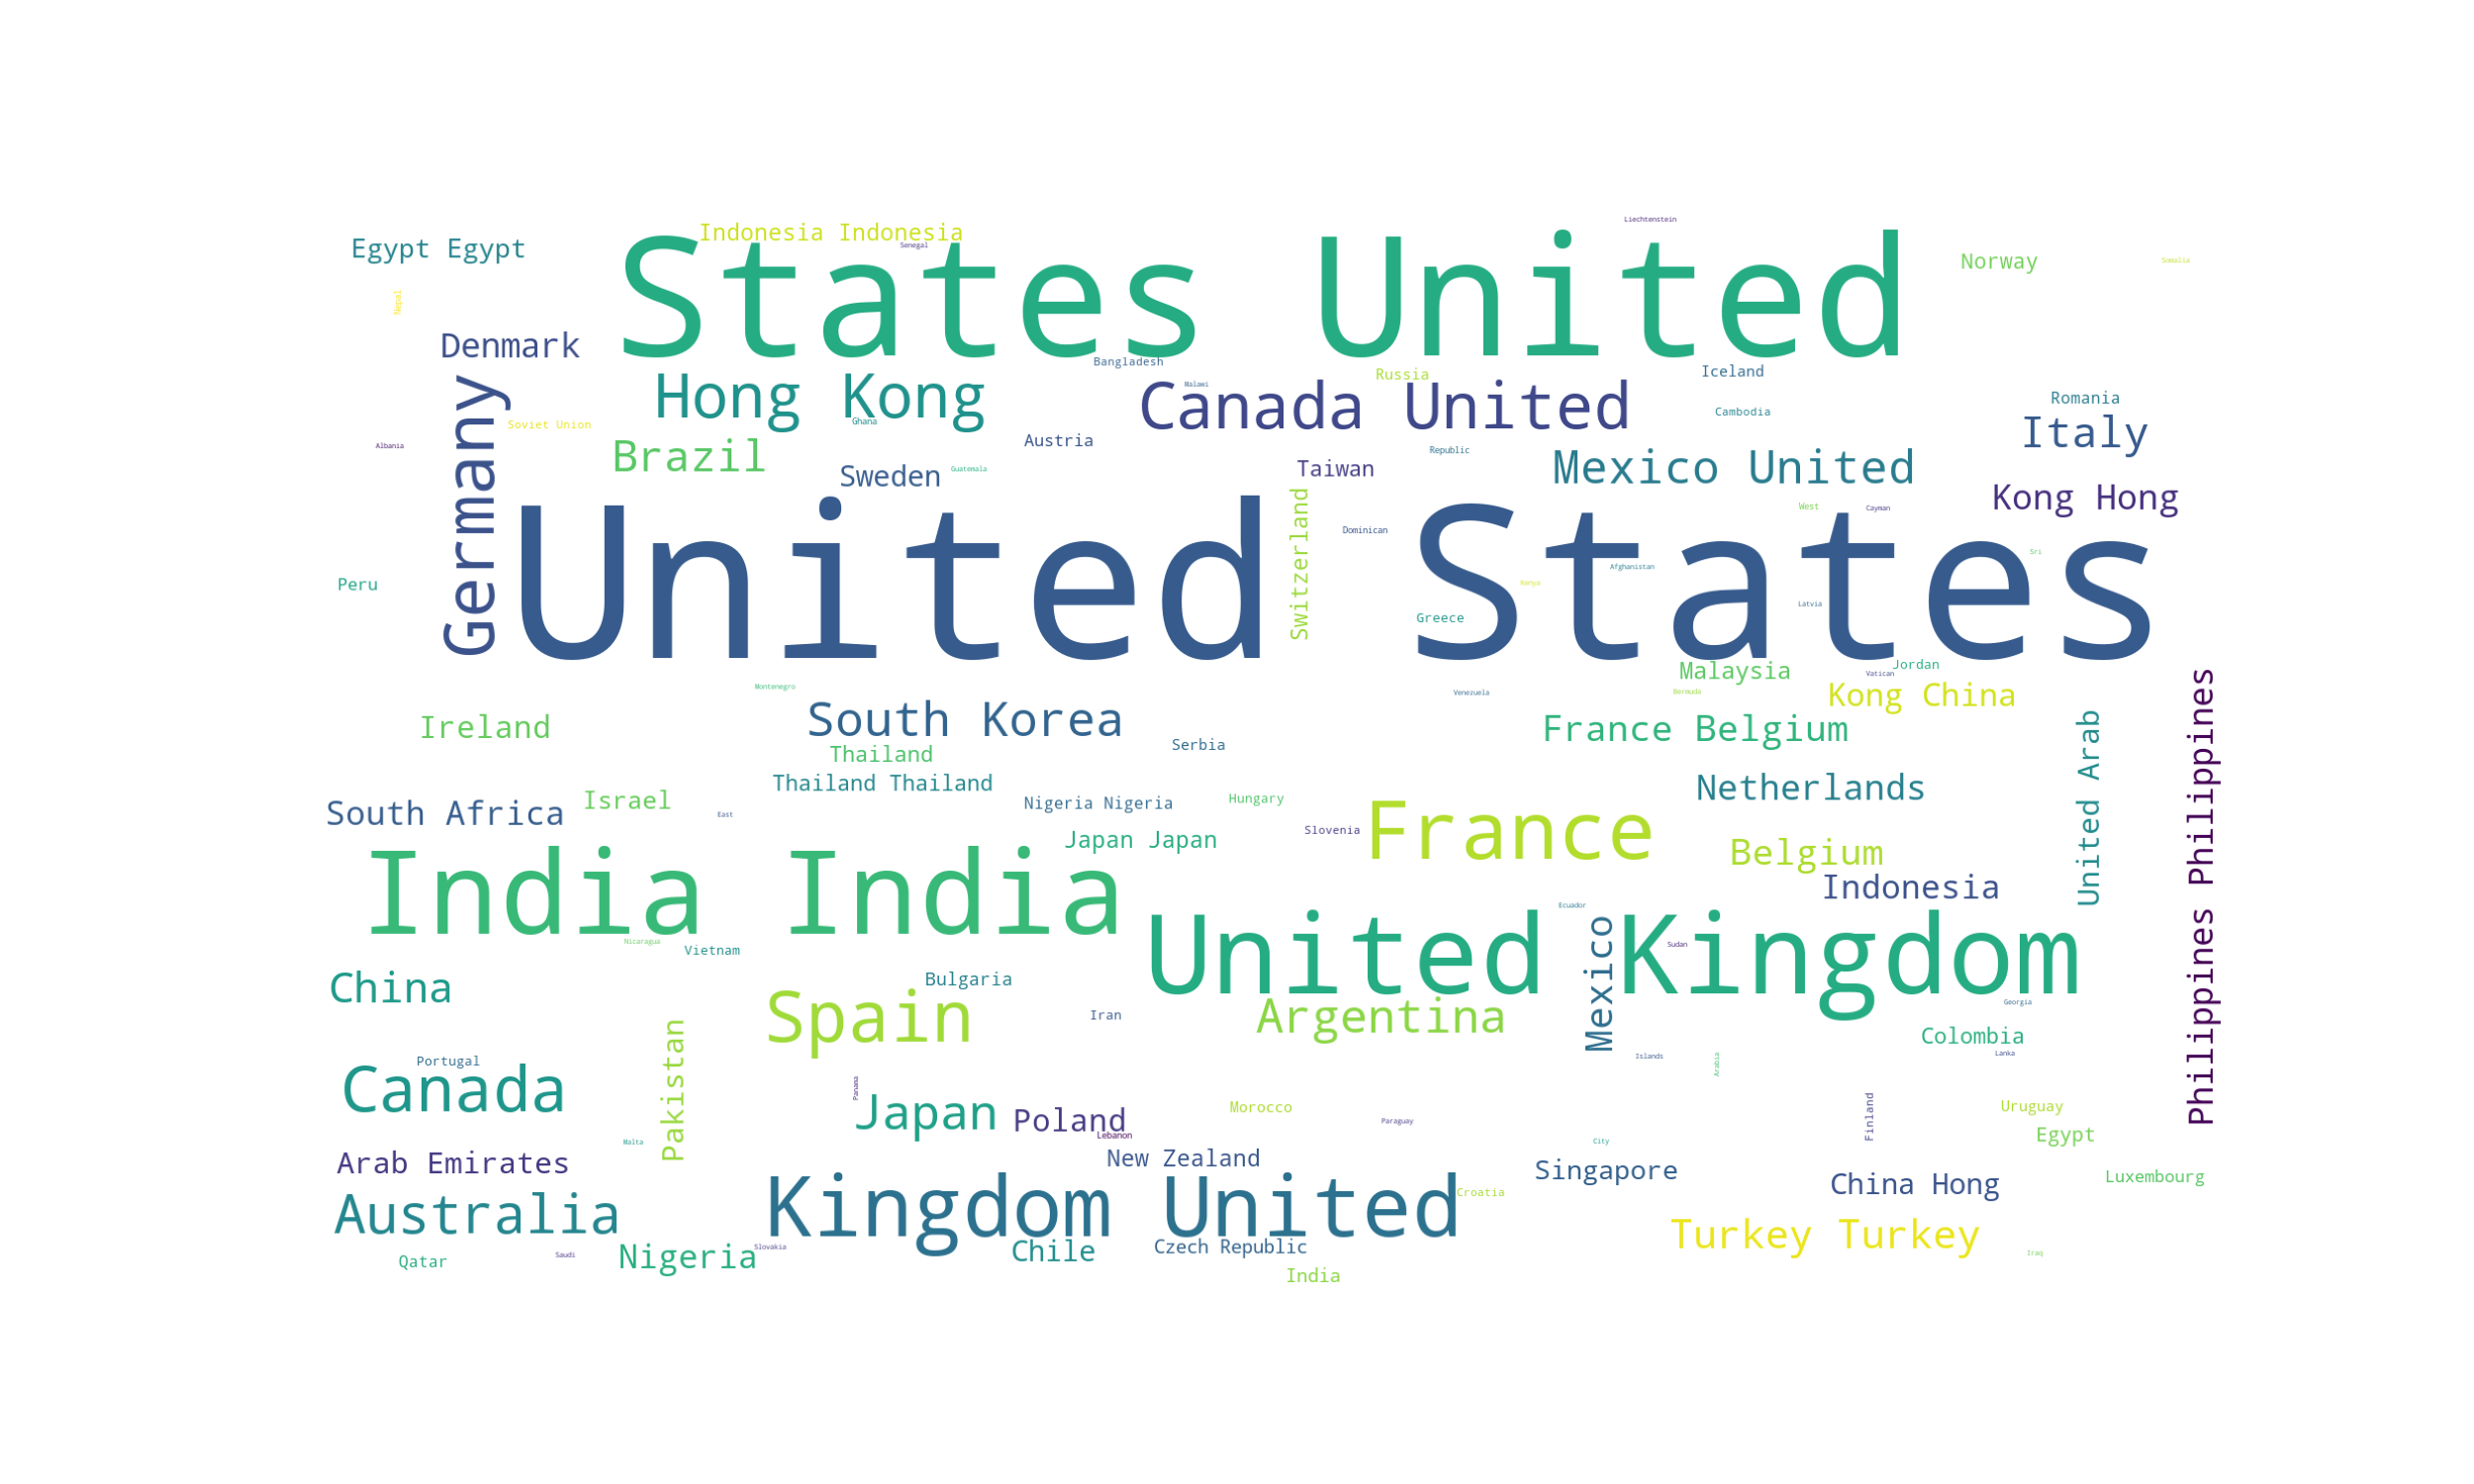 Liechtenstein
Indonesia Indonesia
Senegal
Egypt Egypt
States United
Norway
Somalia
Nepal
Denmark
Bangladesh
Russia
Iceland
Malawi
Hong Kong
Canada United
Cambodia
Romania
Soviet Union
Ghana
Albania
Germany
Brazil
Austria
Republic
Italy
Sweden
Guatemala
Taiwan
Mexico United
Kong Hong
Switzerland
Dominican
West
Cayman
United States
Sri
Afghanistan
Kenya
Peru
Latvia
Greece
Malaysia
Jordan
Vatican
Montenegro
Venezuela
Bermuda
Kong China
Ireland
South Korea
France Belgium
Serbia
Thailand
Thailand Thailand
Netherlands
United Arab
Philippines Philippines
South Africa
Israel
East
Nigeria Nigeria
Hungary
Japan Japan
Slovenia
France
Belgium
India India
Indonesia
Ecuador
Nicaragua
Vietnam
United Kingdom
Sudan
Mexico
China
Bulgaria
Spain
Iran
Argentina
Georgia
Colombia
Lanka
Portugal
Islands
Arabia
Canada
Pakistan
Panama
Japan
Poland
Lebanon
Morocco
Paraguay
Finland
Uruguay
Egypt
Malta
City
Arab Emirates
New Zealand
Singapore
China Hong
Luxembourg
Australia
Kingdom United
Croatia
Turkey Turkey
Qatar
Saudi
Nigeria
Slovakia
Chile
Czech Republic
Iraq
India